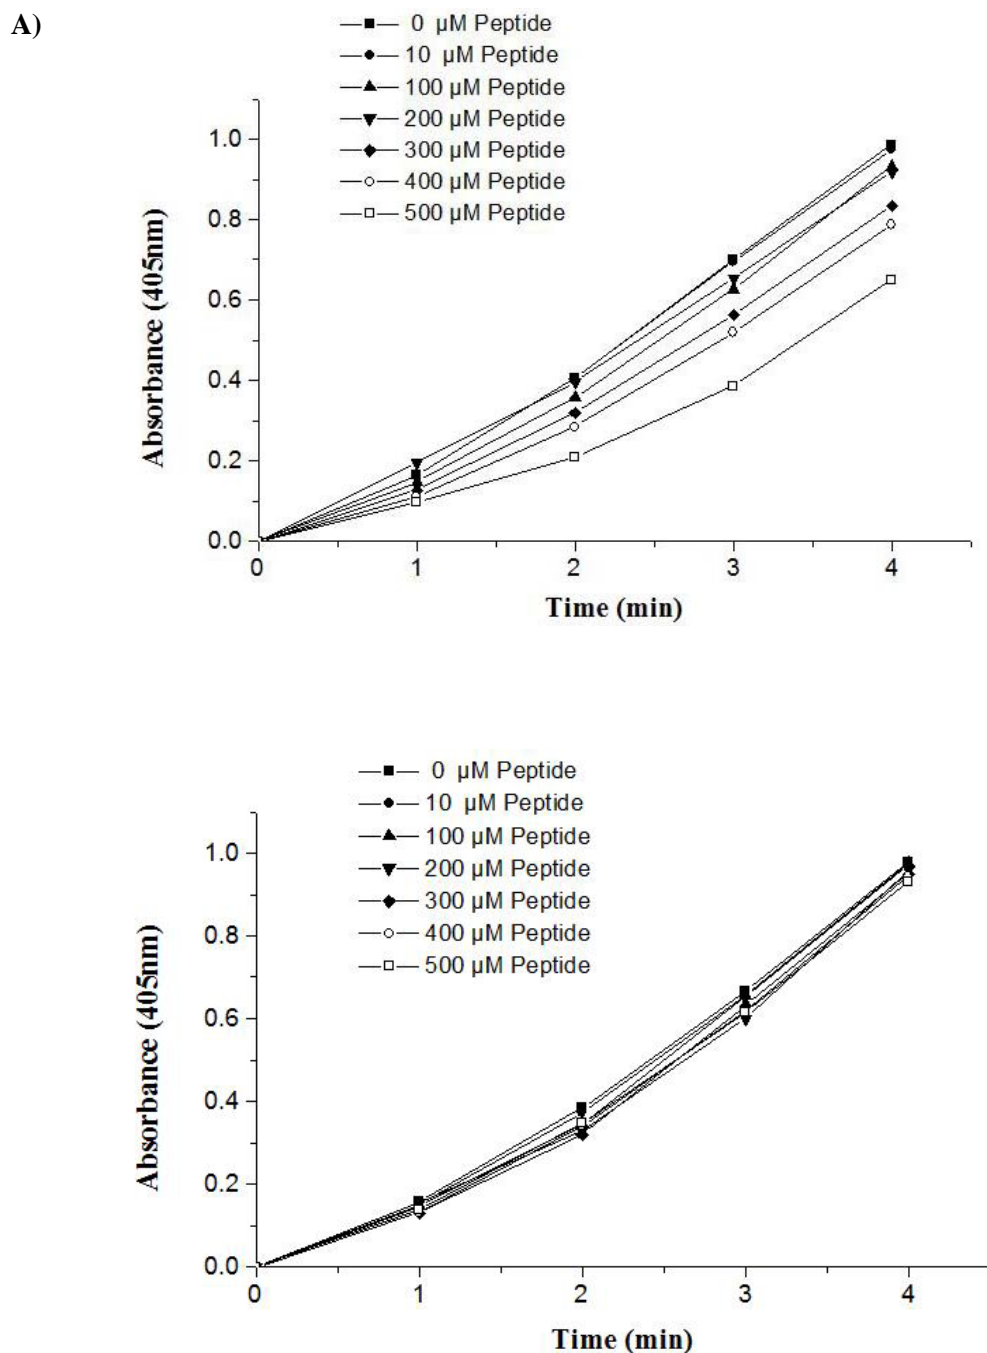 A)
0 µM Peptide
10 µM Peptide
100 µM Peptide
200 µM Peptide
300 µM Peptide
400 µM Peptide
500 µM Peptide
1.0
0.8
0.6
0.4
0.2
0.0
Absorbance (405nm)
0 1 2 3 4
Time (min)
0 µM Peptide
10 µM Peptide
100 µM Peptide
200 µM Peptide
300 µM Peptide
400 µM Peptide
500 µM Peptide
1.0
0.8
0.6
0.4
0.2
0.0
Absorbance (405nm)
0 1 2 3 4
Time (min)